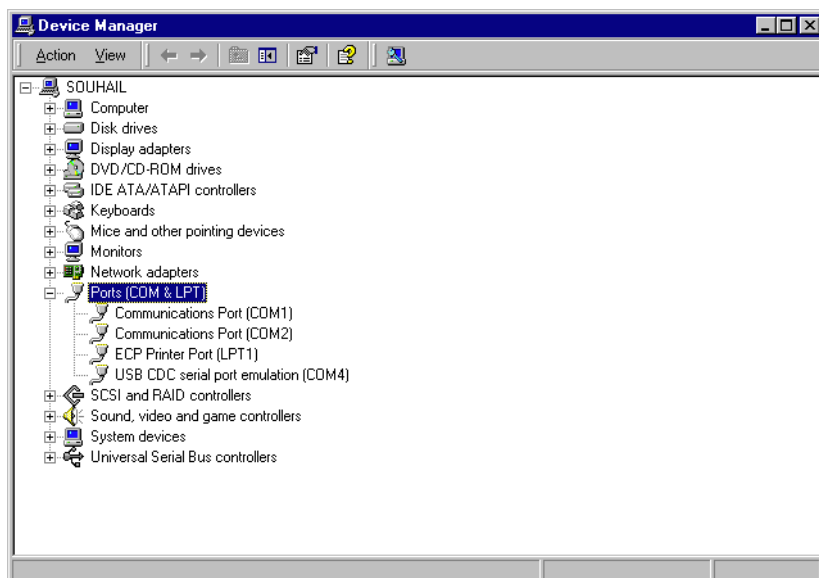 Device Manager
Action View
SOUHAIL
Computer
Disk drives
Display adapters
DVD/CD-ROM drives
IDE ATA/ATAPI controllers
Keyboards
Mice and other pointing devices
Monitors
Network adapters
Ports (COM & LPT)
Communications Port (COM1)
Communications Port (COM2)
ECP Printer Port (LPT1)
USB CDC serial port emulation (COM4)
SCSI and RAID controllers
Sound, video and game controllers
System devices
Universal Serial Bus controllers